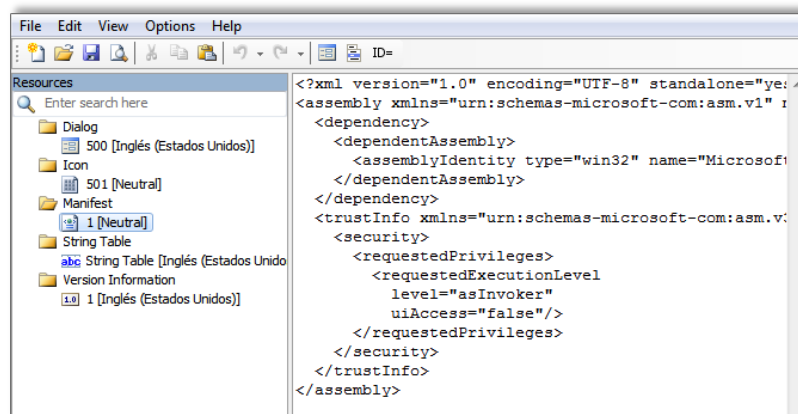 File Edit View Options Help
ID=
Resources
Enter search here
Dialog
500 [Inglés (Estados Unidos)]
Icon
501 [Neutral]
Manifest
1 [Neutral]
String Table
abc String Table [Inglés (Estados Unido
Version Information
1.0 1 [Inglés (Estados Unidos)]
<?xml version="1.0" encoding="UTF-8" standalone="yes
<assembly xmlns="urn:schemas-microsoft-com:asm.v1" m
<dependency>
<dependentAssembly>
<assemblyIdentity type="win32" name="Microsoft
</dependentAssembly>
</dependency>
<trustInfo xmlns="urn:schemas-microsoft-com:asm.v3
<security>
<requestedPrivileges>
<requestedExecutionLevel
level="asInvoker"
uiAccess="false"/>
</requestedPrivileges>
</security>
</trustInfo>
</assembly>